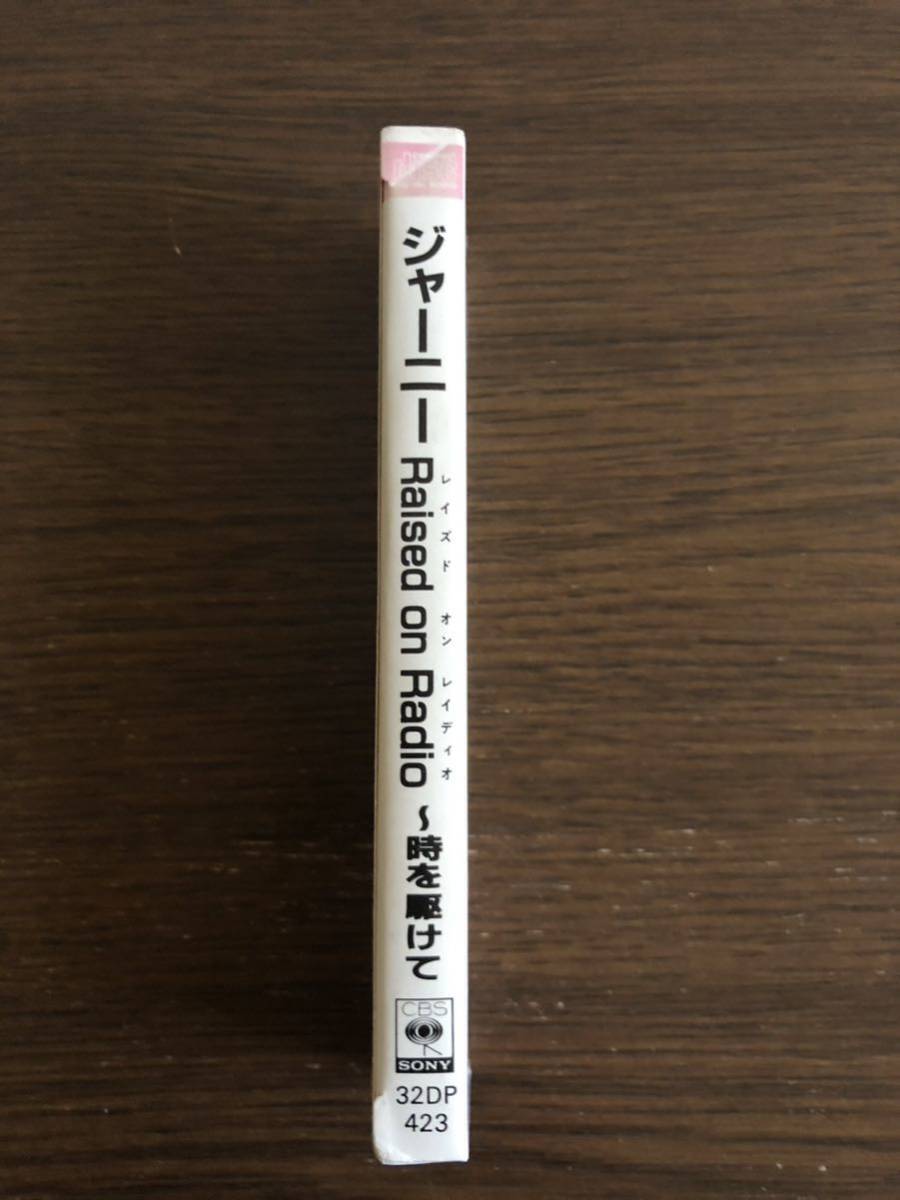 ジャーニー Raised on Radio ～時を駆けて
レイズド オン レイディオ
CBS
SONY
32DP
423